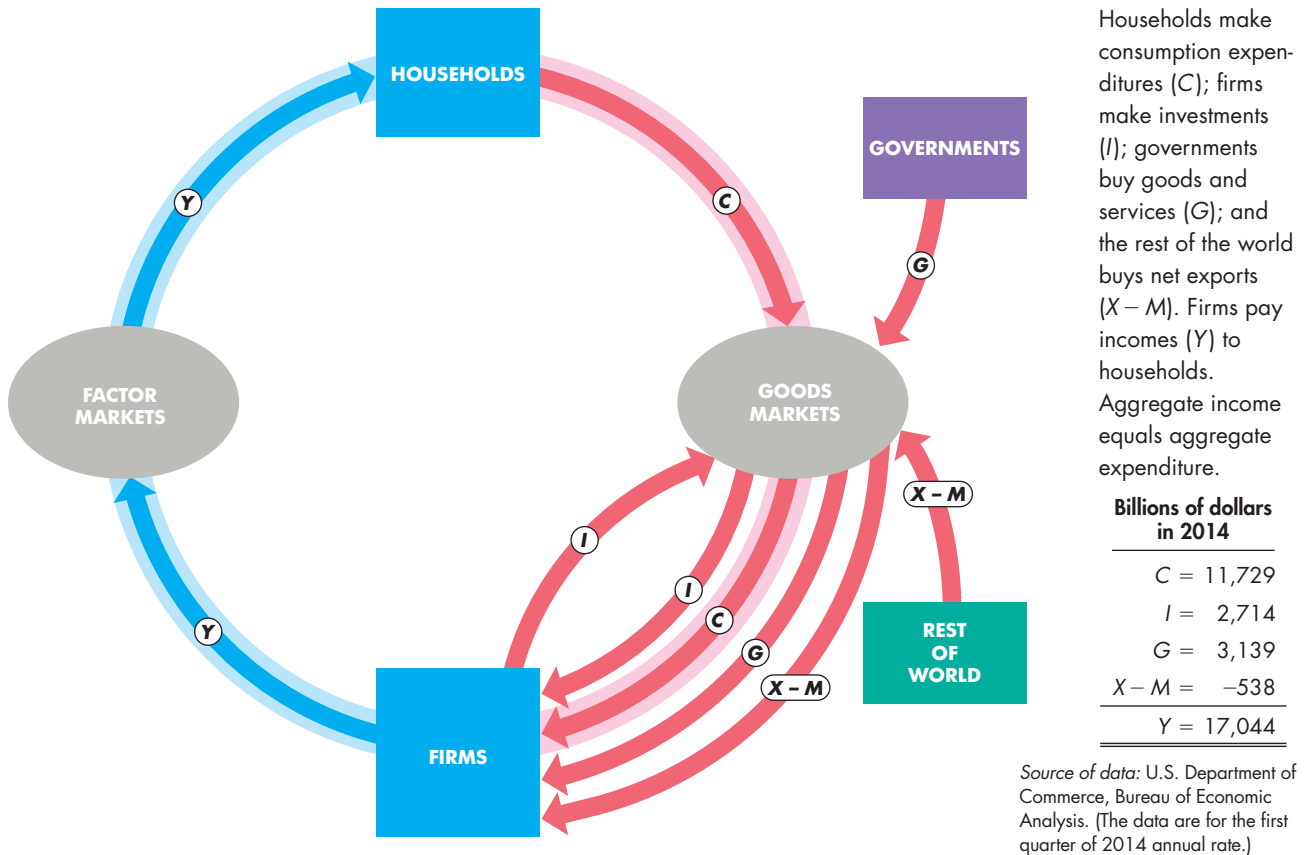 HOUSEHOLDS
GOVERNMENTS
Y
C
G
FACTOR
MARKETS
GOODS
MARKETS
X – M
I
I
C
Y
G
X – M
REST
OF
WORLD
FIRMS
Households make
consumption expen-
ditures (C); firms
make investments
(I); governments
buy goods and
services (G); and
the rest of the world
buys net exports
(X – M). Firms pay
incomes (Y) to
households.
Aggregate income
equals aggregate
expenditure.
Billions of dollars
in 2014
C = 11,729
I = 2,714
G = 3,139
X – M = –538
Y = 17,044
Source of data: U.S. Department of
Commerce, Bureau of Economic
Analysis. (The data are for the first
quarter of 2014 annual rate.)